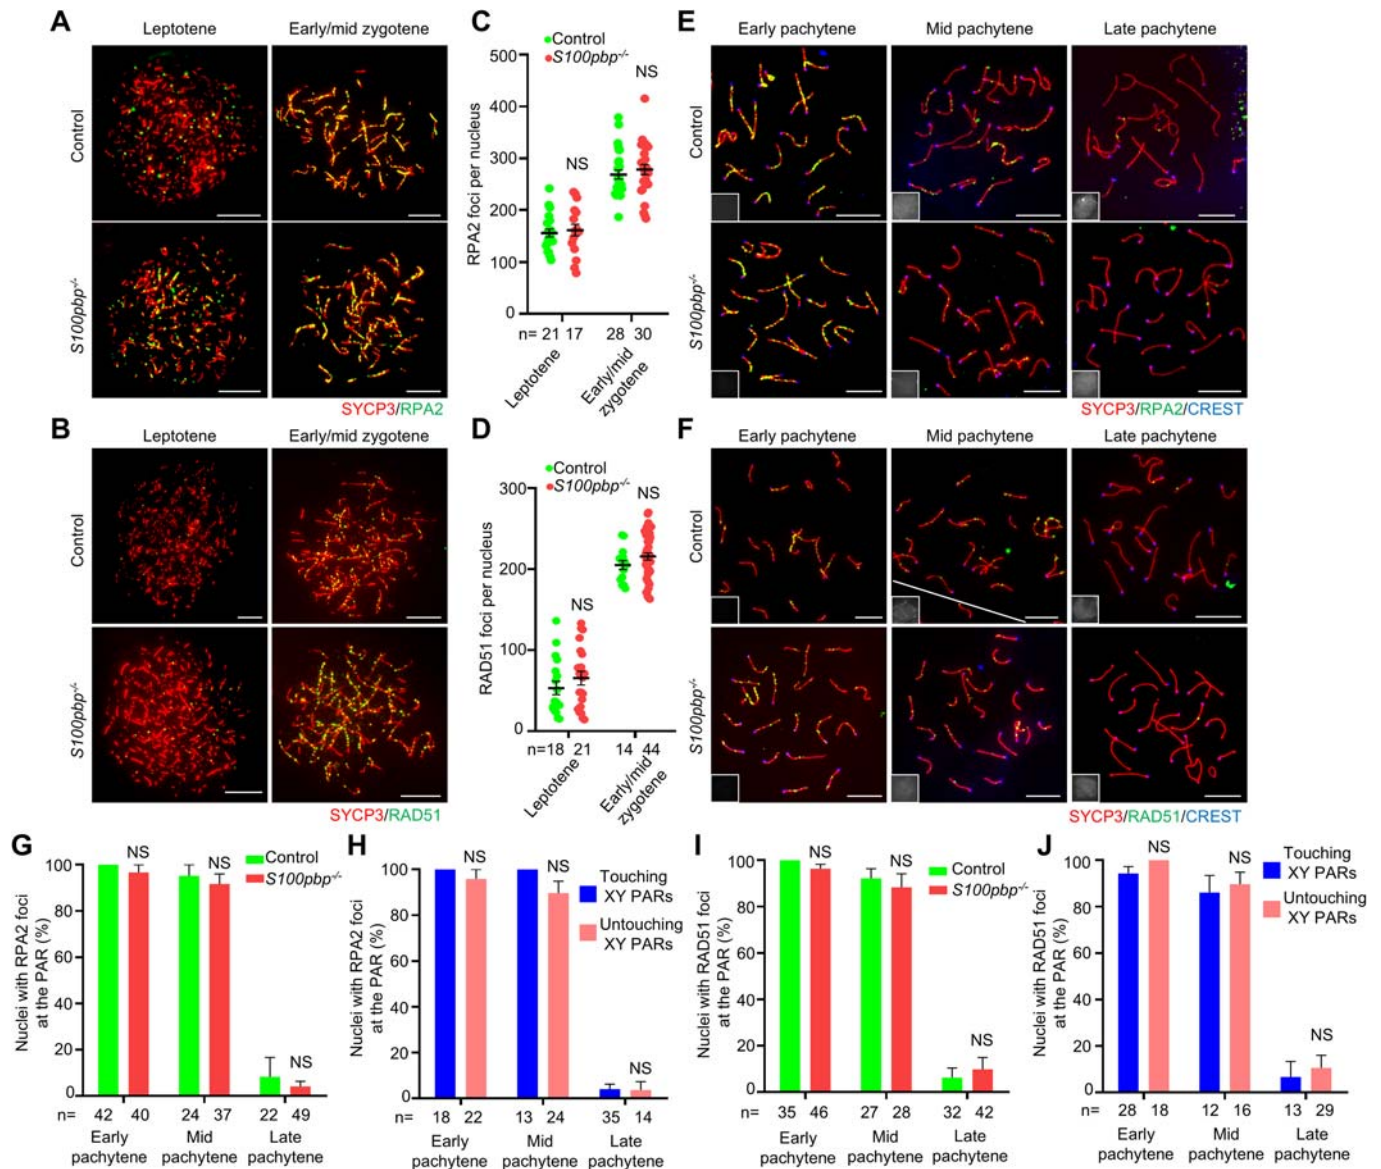 A
Leptotene
Early/mid zygotene
Control
S100pbp-/-
SYCP3/RPA2
B
Leptotene
Early/mid zygotene
Control
S100pbp-/-
SYCP3/RAD51
C
Control
S100pbp-/-
RPA2 foci per nucleus
500
400
300
200
100
0
NS
NS
n= 21 17 28 30
Leptotene
Early/mid
zygotene
D
Control
S100pbp-/-
RAD51 foci per nucleus
300
200
100
0
NS
NS
n=18 21 14 44
Leptotene
Early/mid
zygotene
E
Early pachytene
Mid pachytene
Late pachytene
Control
S100pbp-/-
SYCP3/RPA2/CREST
F
Early pachytene
Mid pachytene
Late pachytene
Control
S100pbp-/-
SYCP3/RAD51/CREST
G
Nuclei with RPA2 foci
at the PAR (%)
100
80
60
40
20
0
NS
NS
NS
Control
S100pbp-/-
n= 42 40 24 37 22 49
Early
pachytene
Mid
pachytene
Late
pachytene
H
Nuclei with RPA2 foci
at the PAR (%)
100
80
60
40
20
0
NS
NS
NS
Touching
XY PARs
Untouching
XY PARs
n= 18 22 13 24 35 14
Early
pachytene
Mid
pachytene
Late
pachytene
I
Nuclei with RAD51 foci
at the PAR (%)
100
80
60
40
20
0
NS
NS
NS
Control
S100pbp-/-
n= 35 46 27 28 32 42
Early
pachytene
Mid
pachytene
Late
pachytene
J
Nuclei with RAD51 foci
at the PAR (%)
100
80
60
40
20
0
NS
NS
NS
Touching
XY PARs
Untouching
XY PARs
n= 28 18 12 16 13 29
Early
pachytene
Mid
pachytene
Late
pachytene